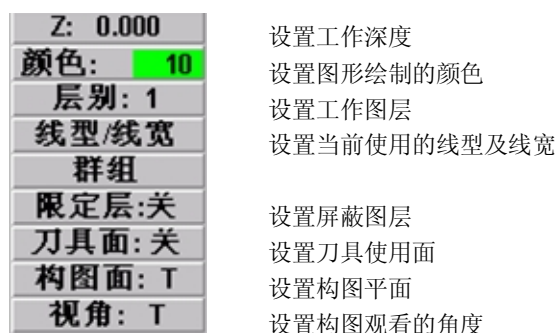 Z: 0.000
设置工作深度
颜色: 10
设置图形绘制的颜色
层别: 1
设置工作图层
线型/线宽
设置当前使用的线型及线宽
群组
限定层:关
设置屏蔽图层
刀具面:关
设置刀具使用面
构图面: T
设置构图平面
视角: T
设置构图观看的角度